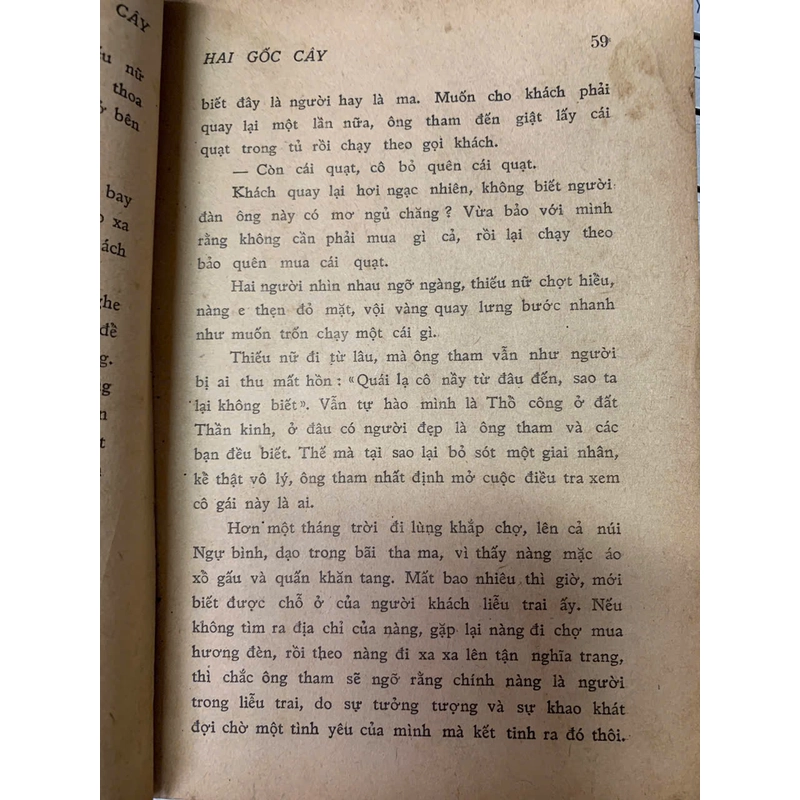 CÂY
nữ
thoa
bên
bay
xa
HAI GỐC CÂY
59
biết đây là người hay là ma. Muốn cho khách phải
quay lại một lần nữa, ông tham đến giật lấy cái
quạt trong tủ rồi chạy theo gọi khách.
— Còn cái quạt, cô bỏ quên cái quạt.
Khách quay lại hơi ngạc nhiên, không biết người
đàn ông này có mơ ngủ chăng ? Vừa bảo với mình
rằng không cần phải mua gì cả, rồi lại chạy theo
bảo quên mua cái quạt.
Hai người nhìn nhau ngỡ ngàng, thiếu nữ chợt hiểu,
nàng e thẹn đỏ mặt, vội vàng quay lưng bước nhanh
như muốn trốn chạy một cái gì.
Thiếu nữ đi từ lâu, mà ông tham vẫn như người
bị ai thu mất hồn : «Quái lạ cô nầy từ đâu đến, sao ta
lại không biết». Vẫn tự hào mình là Thổ công ở đất
Thần kinh, ở đâu có người đẹp là ông tham và các
bạn đều biết. Thế mà tại sao lại bỏ sót một giai nhân,
kể thật vô lý, ông tham nhất định mở cuộc điều tra xem
cô gái này là ai.
Hơn một tháng trời đi lùng khắp chợ, lên cả núi
Ngự bình, dạo trong bãi tha ma, vì thấy nàng mặc áo
xổ gấu và quấn khăn tang. Mất bao nhiêu thì giờ, mới
biết được chỗ ở của người khách liễu trai ấy. Nếu
không tìm ra địa chỉ của nàng, gặp lại nàng đi chợ mua
hương đèn, rồi theo nàng đi xa xa lên tận nghĩa trang,
thì chắc ông tham sẽ ngỡ rằng chính nàng là người
trong liễu trai, do sự tưởng tượng và sự khao khát
đợi chờ một tình yêu của mình mà kết tinh ra đó thôi.